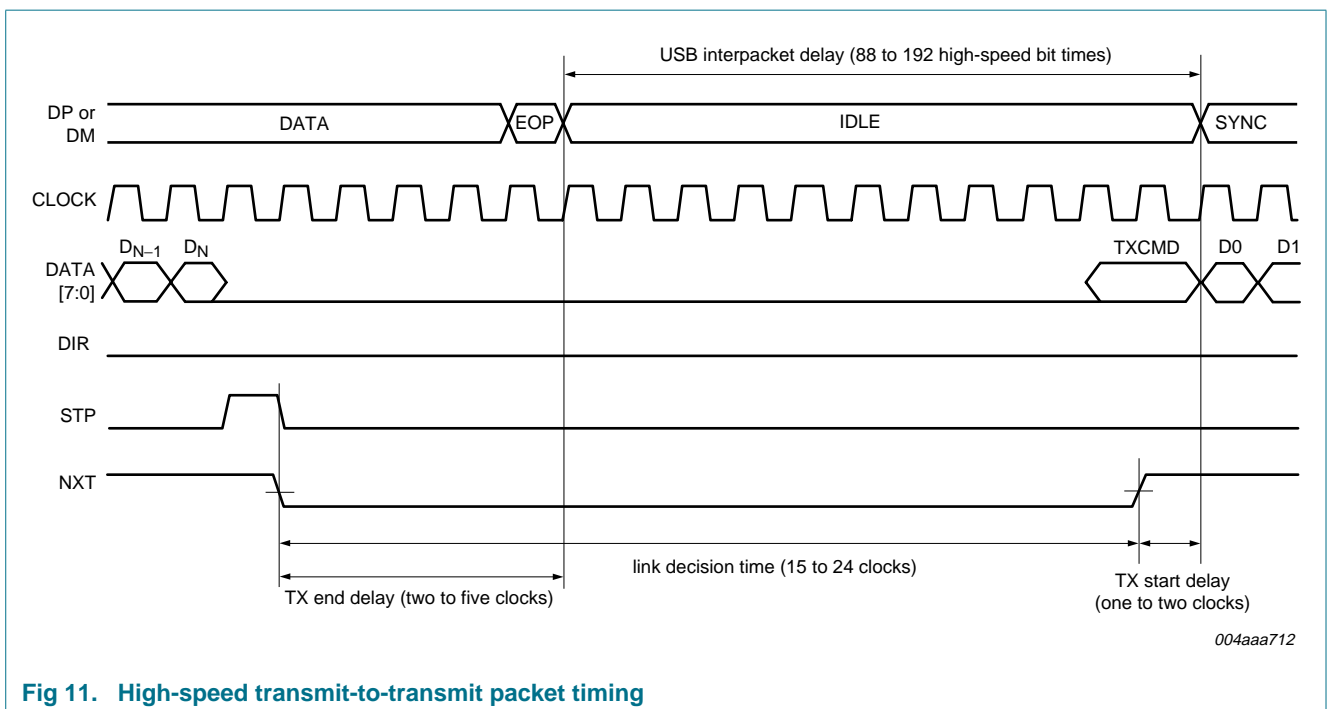 USB interpacket delay (88 to 192 high-speed bit times)
DP or
DM
DATA
EOP
IDLE
SYNC
CLOCK
DATA
[7:0]
DN−1
DN
TXCMD
D0
D1
DIR
STP
NXT
link decision time (15 to 24 clocks)
TX end delay (two to five clocks)
TX start delay
(one to two clocks)
004aaa712
Fig 11. High-speed transmit-to-transmit packet timing